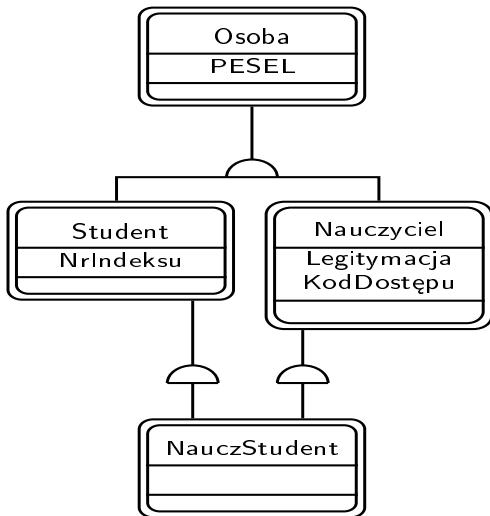 Osoba
PESEL
Student
NrIndeksu
Nauczyciel
Legitymacja
KodDostępu
NauczStudent